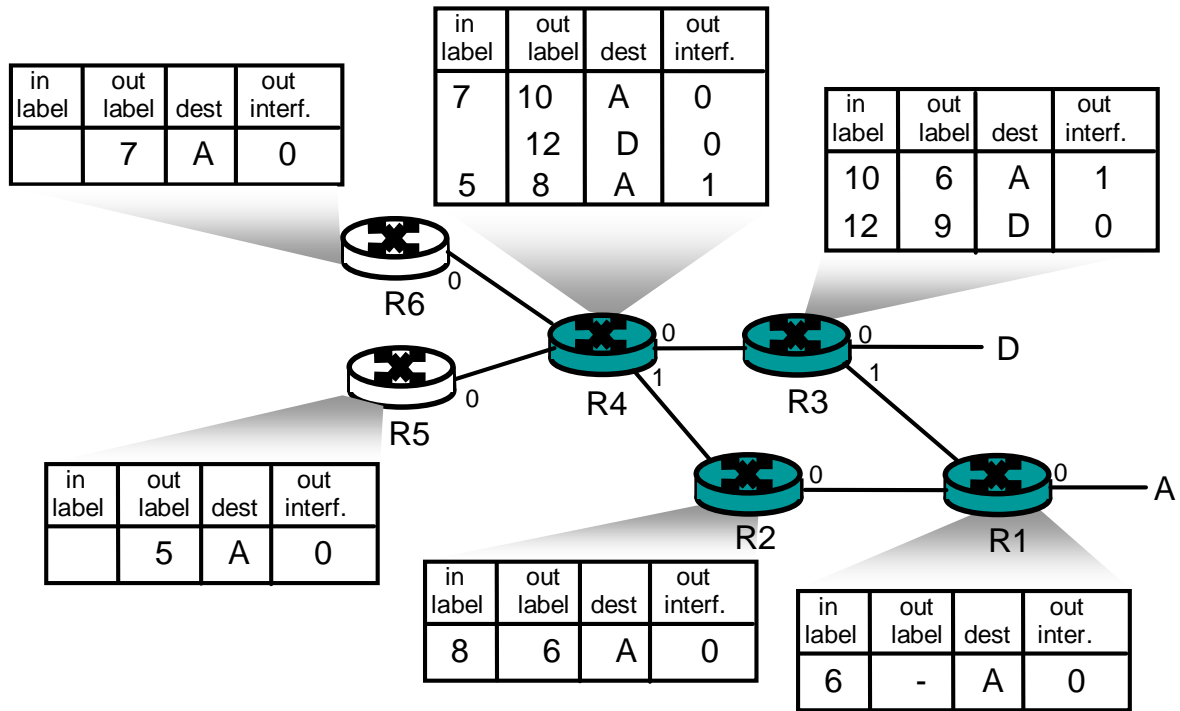 in label | out label | dest | out interf.
7 | 10 | A | 0
12 | D | 0
5 | 8 | A | 1
in label | out label | dest | out interf.
7 | A | 0
in label | out label | dest | out interf.
10 | 6 | A | 1
12 | 9 | D | 0
0
R6
0
R5
0
1
R4
0
1
R3
D
0
R2
0
R1
A
in label | out label | dest | out interf.
5 | A | 0
in label | out label | dest | out interf.
8 | 6 | A | 0
in label | out label | dest | out inter.
6 | - | A | 0